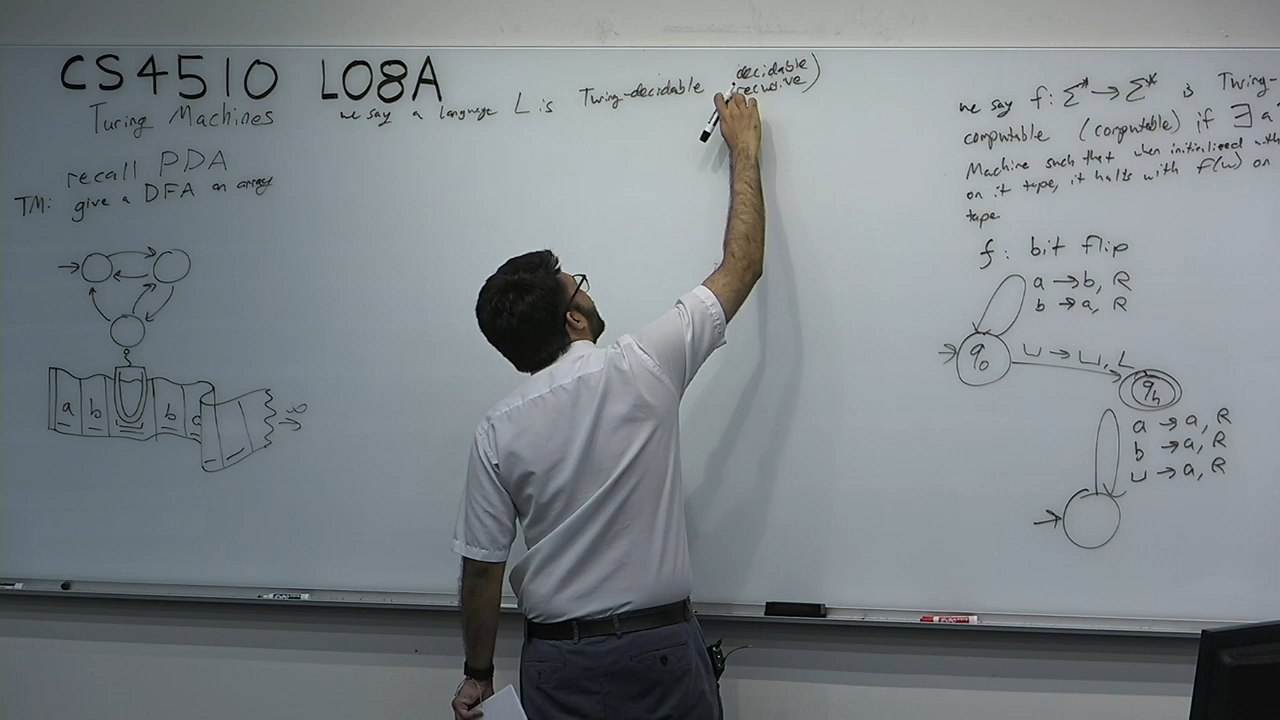 CS4510 L08A
Turing Machines
we say a language L is Turing-decidable
decidable
recursive)
recall PDA
TM: give a DFA an array
a b b
∞
we say f: Σ* → Σ* is Turing-
computable (computable) if ∃ a
Machine such that when initialized with
on it tape, it halts with f(w) on
tape
f: bit flip
a → b, R
b → a, R
q0
⊔ → ⊔, L
qh
a → a, R
b → a, R
⊔ → a, R